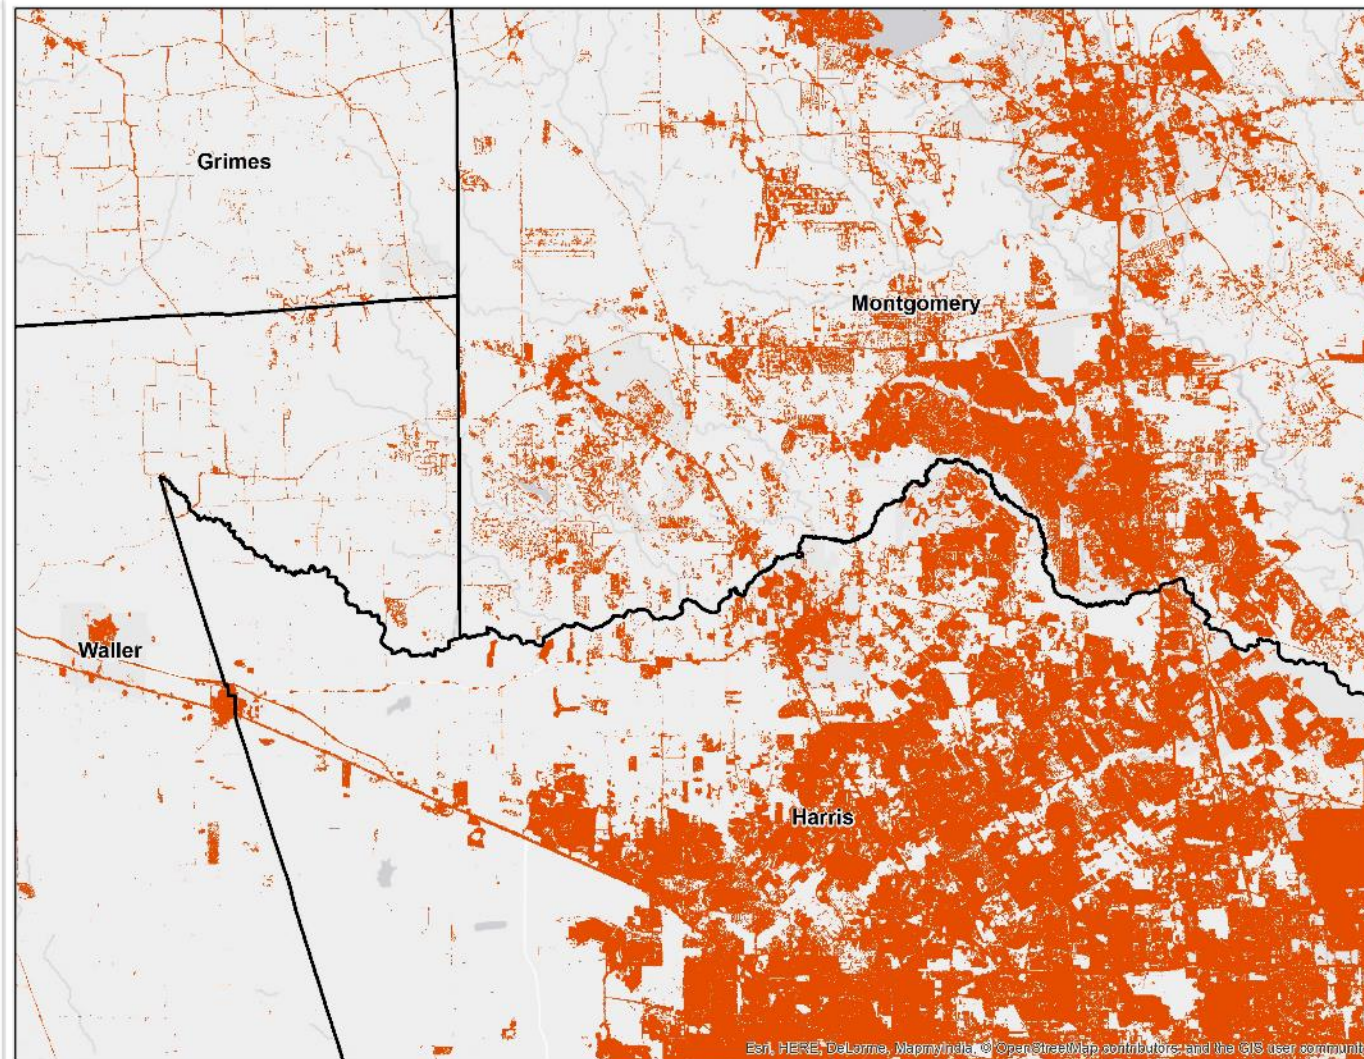 Grimes
Montgomery
Waller
Harris
Esri, HERE, DeLorme, MapmyIndia, © OpenStreetMap contributors, and the GIS user communit